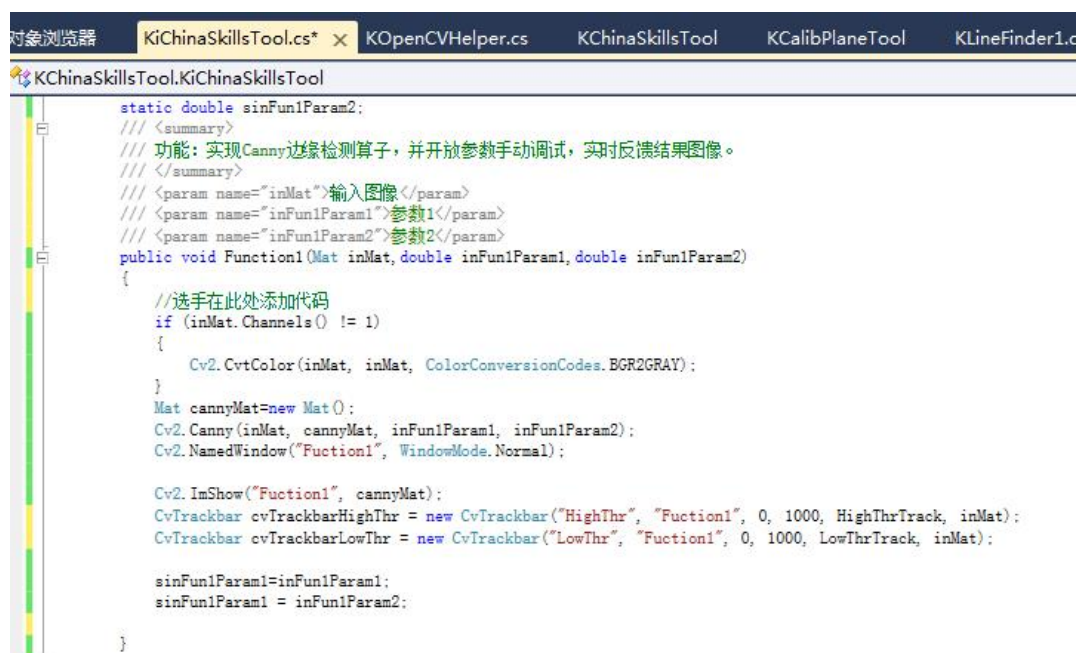 对象浏览器 KiChinaSkillsTool.cs* × KOpenCVHelper.cs KChinaSkillsTool KCalibPlaneTool KLineFinder1.c
KChinaSkillsTool.KiChinaSkillsTool
static double sinFun1Param2;
/// <summary>
/// 功能：实现Canny边缘检测算子，并开放参数手动调试，实时反馈结果图像。
/// </summary>
/// <param name="inMat">输入图像</param>
/// <param name="inFun1Param1">参数1</param>
/// <param name="inFun1Param2">参数2</param>
public void Function1(Mat inMat,double inFun1Param1,double inFun1Param2)
{
//选手在此处添加代码
if (inMat.Channels() != 1)
{
Cv2.CvtColor(inMat, inMat, ColorConversionCodes.BGR2GRAY);
}
Mat cannyMat=new Mat();
Cv2.Canny(inMat, cannyMat, inFun1Param1, inFun1Param2);
Cv2.NamedWindow("Fuction1", WindowMode.Normal);
Cv2.ImShow("Fuction1", cannyMat);
CvTrackbar cvTrackbarHighThr = new CvTrackbar("HighThr", "Fuction1", 0, 1000, HighThrTrack, inMat);
CvTrackbar cvTrackbarLowThr = new CvTrackbar("LowThr", "Fuction1", 0, 1000, LowThrTrack, inMat);
sinFun1Param1=inFun1Param1;
sinFun1Param1 = inFun1Param2;
}